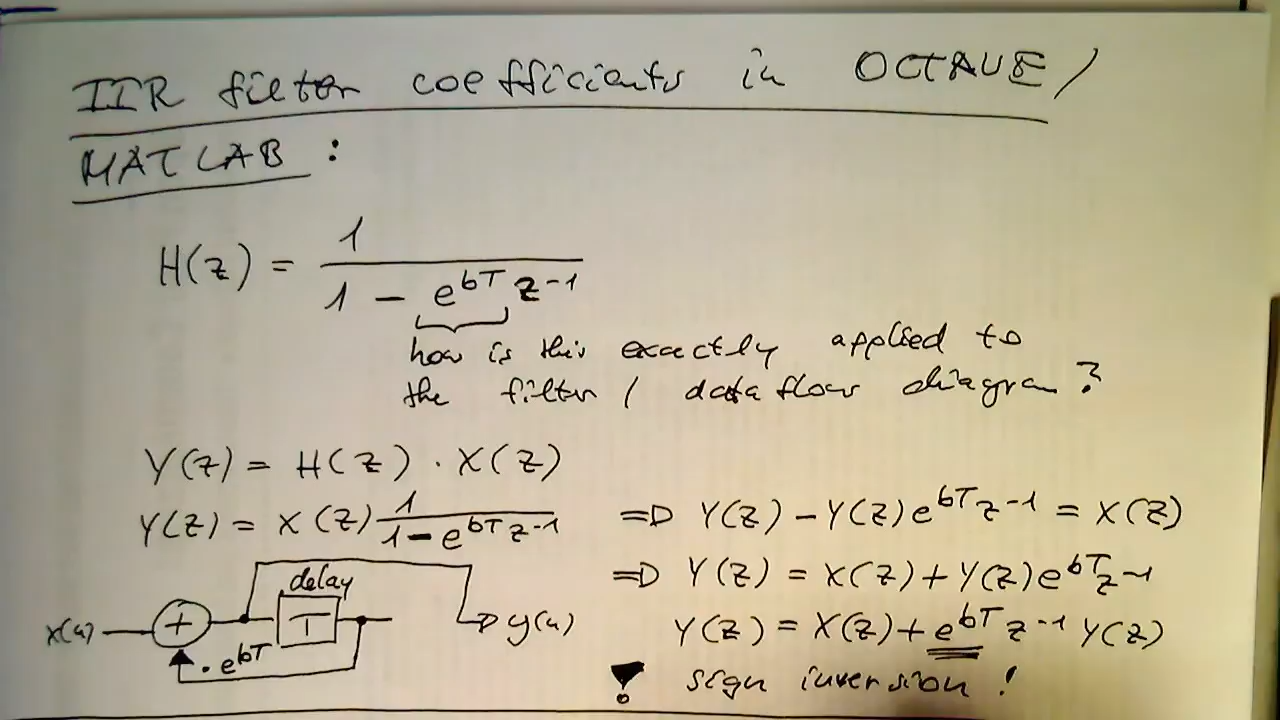 IIR filter coefficients in OCTAVE /
MATLAB :
H(z) = 1 / (1 - e^{bT} z^{-1})
how is this exactly applied to
the filter / data flow diagram ?
Y(z) = H(z) · X(z)
Y(z) = X(z) 1 / (1 - e^{bT} z^{-1}) => Y(z) - Y(z) e^{bT} z^{-1} = X(z)
=> Y(z) = X(z) + Y(z) e^{bT} z^{-1}
Y(z) = X(z) + e^{bT} z^{-1} Y(z)
! sign inversion !
delay
x(n) + T y(n)
· e^{bT}